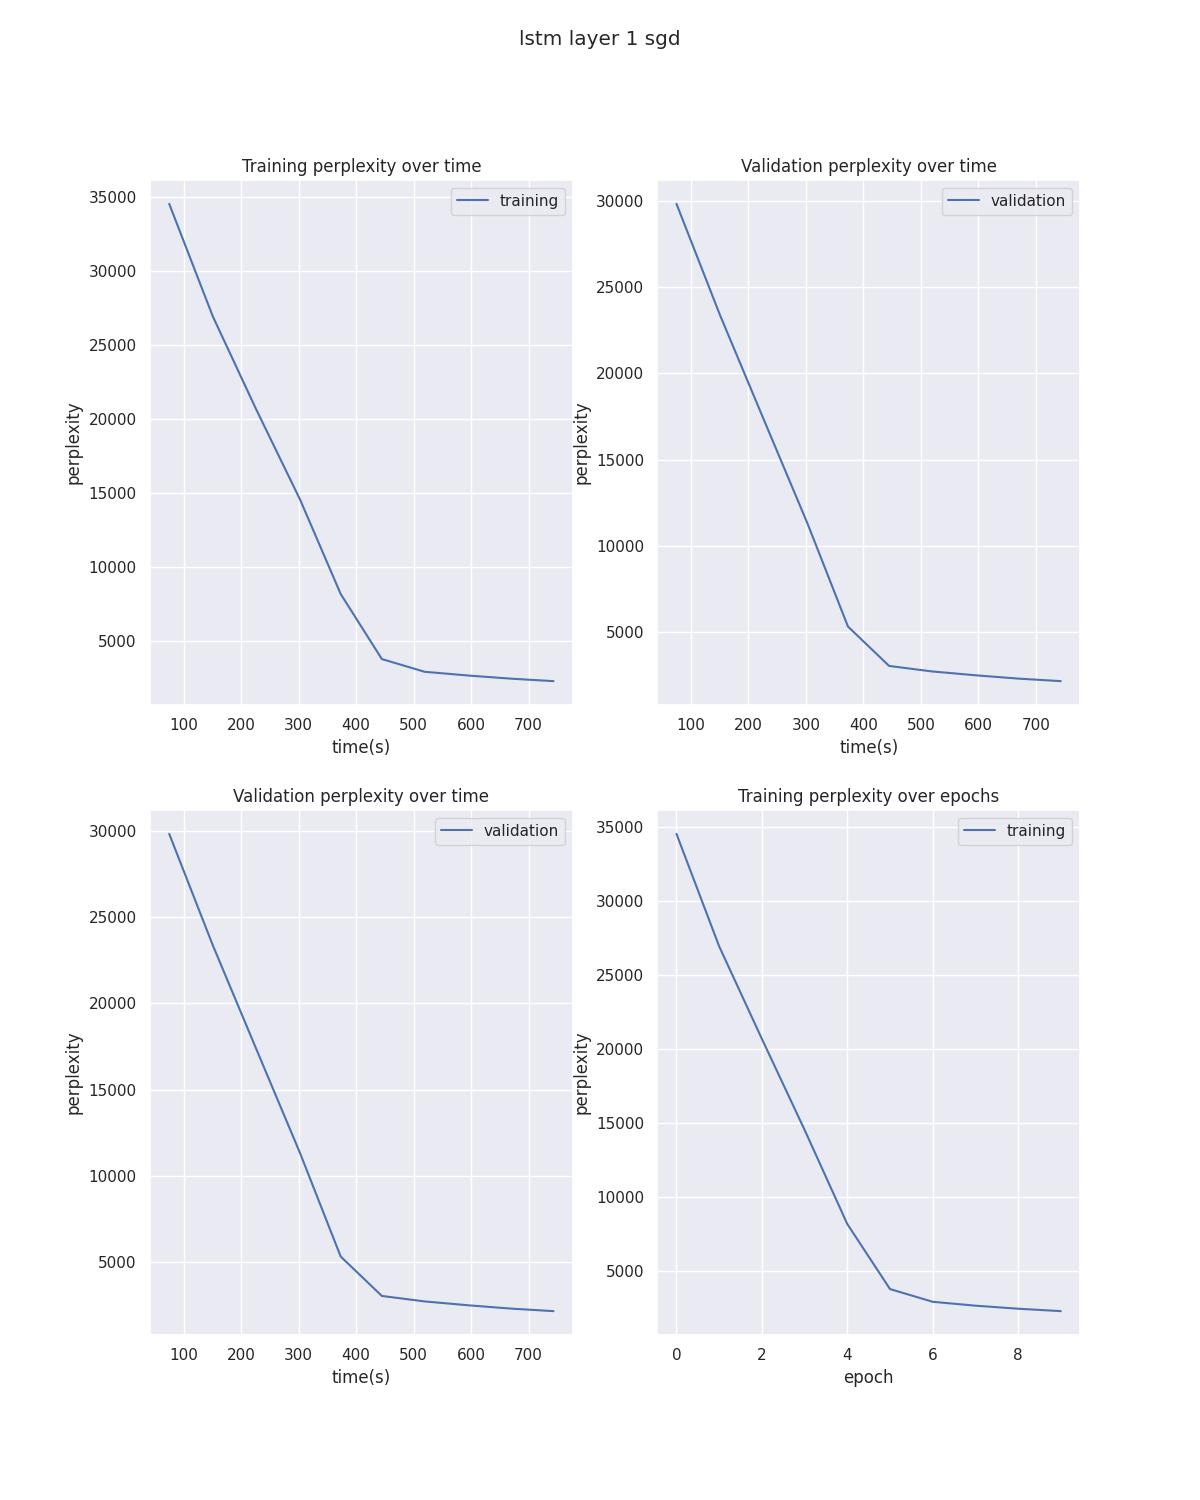 lstm layer 1 sgd
Training perplexity over time
training
35000
30000
25000
20000
15000
10000
5000
perplexity
100 200 300 400 500 600 700
time(s)
Validation perplexity over time
validation
30000
25000
20000
15000
10000
5000
perplexity
100 200 300 400 500 600 700
time(s)
Validation perplexity over time
validation
30000
25000
20000
15000
10000
5000
perplexity
100 200 300 400 500 600 700
time(s)
Training perplexity over epochs
training
35000
30000
25000
20000
15000
10000
5000
perplexity
0 2 4 6 8
epoch